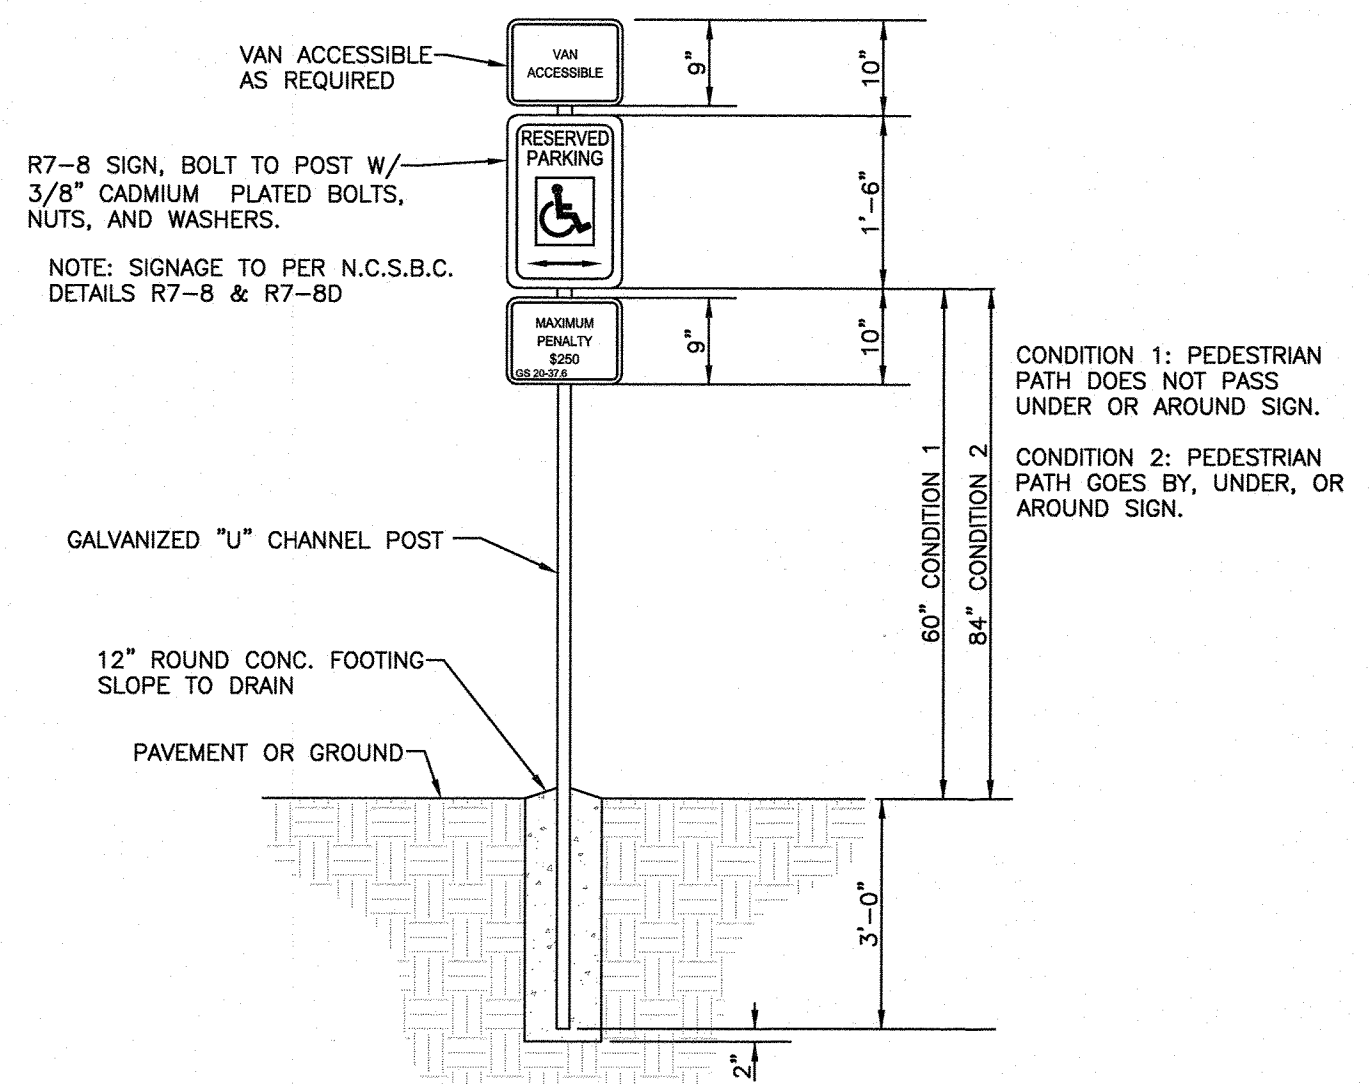 VAN ACCESSIBLE
AS REQUIRED
VAN
ACCESSIBLE
9"
10"
R7-8 SIGN, BOLT TO POST W/
3/8" CADMIUM PLATED BOLTS,
NUTS, AND WASHERS.
RESERVED
PARKING
1'-6"
NOTE: SIGNAGE TO PER N.C.S.B.C.
DETAILS R7-8 & R7-8D
MAXIMUM
PENALTY
$250
GS 20-37.6
9"
10"
CONDITION 1: PEDESTRIAN
PATH DOES NOT PASS
UNDER OR AROUND SIGN.
CONDITION 2: PEDESTRIAN
PATH GOES BY, UNDER, OR
AROUND SIGN.
60" CONDITION 1
84" CONDITION 2
GALVANIZED "U" CHANNEL POST
12" ROUND CONC. FOOTING
SLOPE TO DRAIN
PAVEMENT OR GROUND
3'-0"
2"